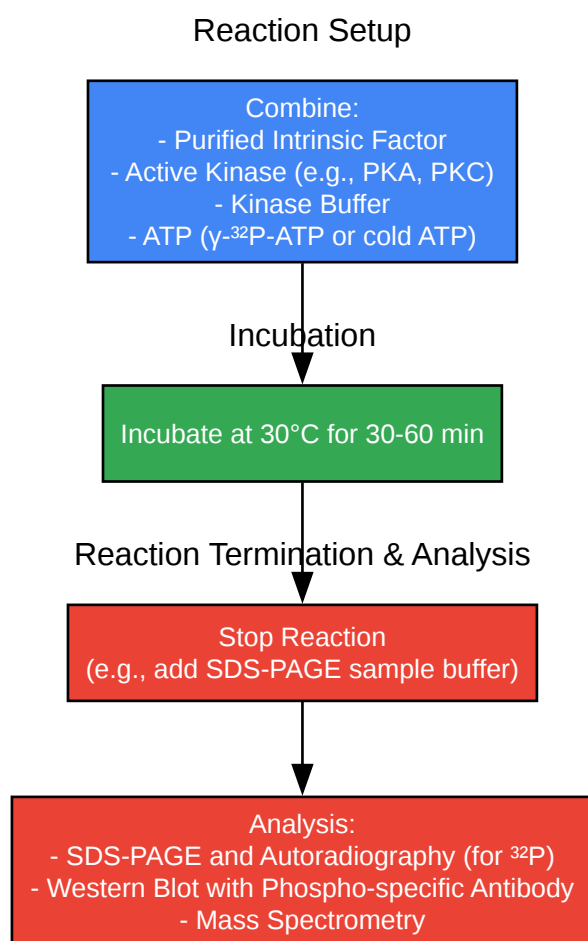 Reaction Setup
Combine:
- Purified Intrinsic Factor
- Active Kinase (e.g., PKA, PKC)
- Kinase Buffer
- ATP (γ-³²P-ATP or cold ATP)
Incubation
Incubate at 30°C for 30-60 min
Reaction Termination & Analysis
Stop Reaction
(e.g., add SDS-PAGE sample buffer)
Analysis:
- SDS-PAGE and Autoradiography (for ³²P)
- Western Blot with Phospho-specific Antibody
- Mass Spectrometry